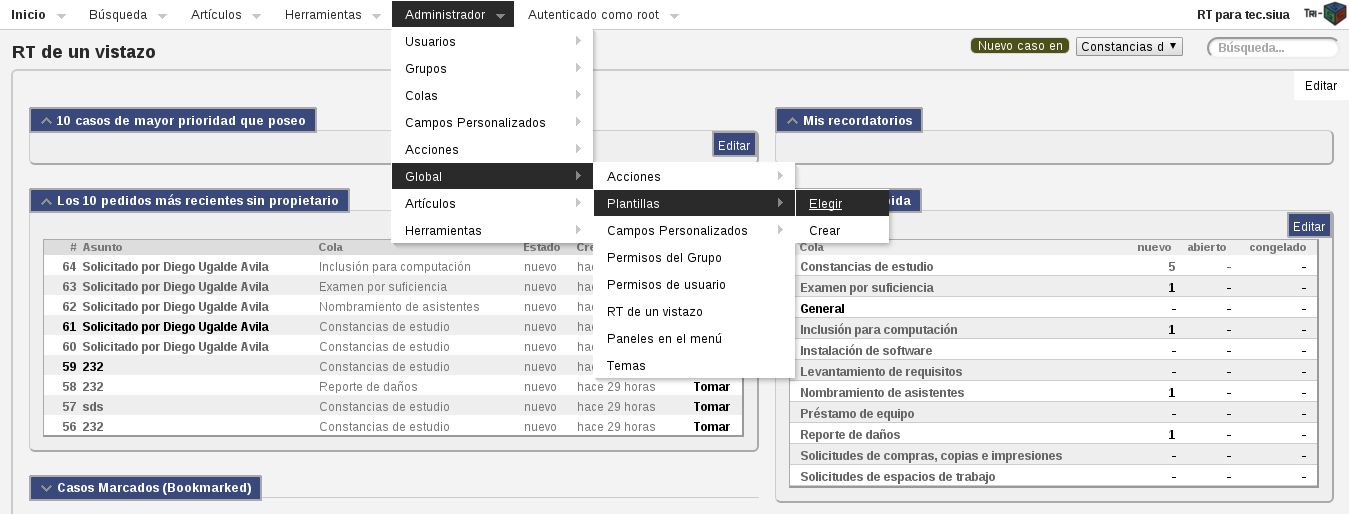 Inicio Búsqueda Artículos Herramientas Administrador Autenticado como root RT para tec.siua TRI-
RT de un vistazo
Nuevo caso en Constancias d Búsqueda...
Editar
Usuarios
Grupos
Colas
Campos Personalizados
Acciones
Global
Artículos
Herramientas
Acciones
Plantillas
Campos Personalizados
Permisos del Grupo
Permisos de usuario
RT de un vistazo
Paneles en el menú
Temas
Elegir
Crear
10 casos de mayor prioridad que poseo
Editar
Los 10 pedidos más recientes sin propietario
# Asunto Cola Estado
64 Solicitado por Diego Ugalde Avila Inclusión para computación nuevo
63 Solicitado por Diego Ugalde Avila Examen por suficiencia nuevo
62 Solicitado por Diego Ugalde Avila Nombramiento de asistentes nuevo
61 Solicitado por Diego Ugalde Avila Constancias de estudio nuevo
60 Solicitado por Diego Ugalde Avila Constancias de estudio nuevo
59 232 Constancias de estudio nuevo
58 232 Reporte de daños nuevo hace 29 horas Tomar
57 sds Constancias de estudio nuevo hace 29 horas Tomar
56 232 Constancias de estudio nuevo hace 29 horas Tomar
Casos Marcados (Bookmarked)
Mis recordatorios
Editar
Cola nuevo abierto congelado
Constancias de estudio 5 - -
Examen por suficiencia 1 - -
General - - -
Inclusión para computación 1 - -
Instalación de software - - -
Levantamiento de requisitos - - -
Nombramiento de asistentes 1 - -
Préstamo de equipo - - -
Reporte de daños 1 - -
Solicitudes de compras, copias e impresiones - - -
Solicitudes de espacios de trabajo - - -